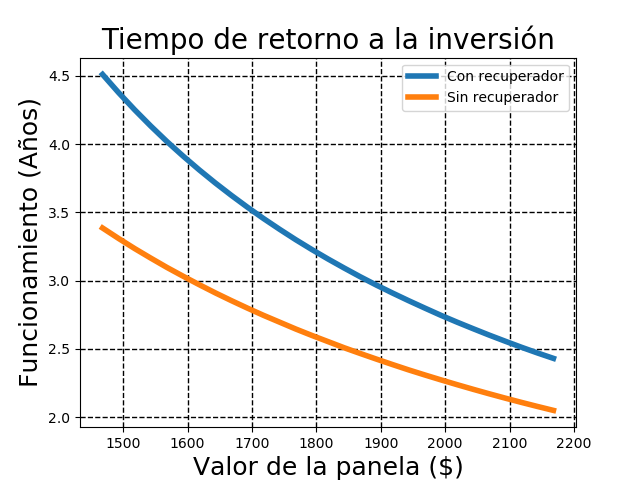 Tiempo de retorno a la inversión
Con recuperador
Sin recuperador
Funcionamiento (Años)
4.5
4.0
3.5
3.0
2.5
2.0
1500 1600 1700 1800 1900 2000 2100 2200
Valor de la panela ($)